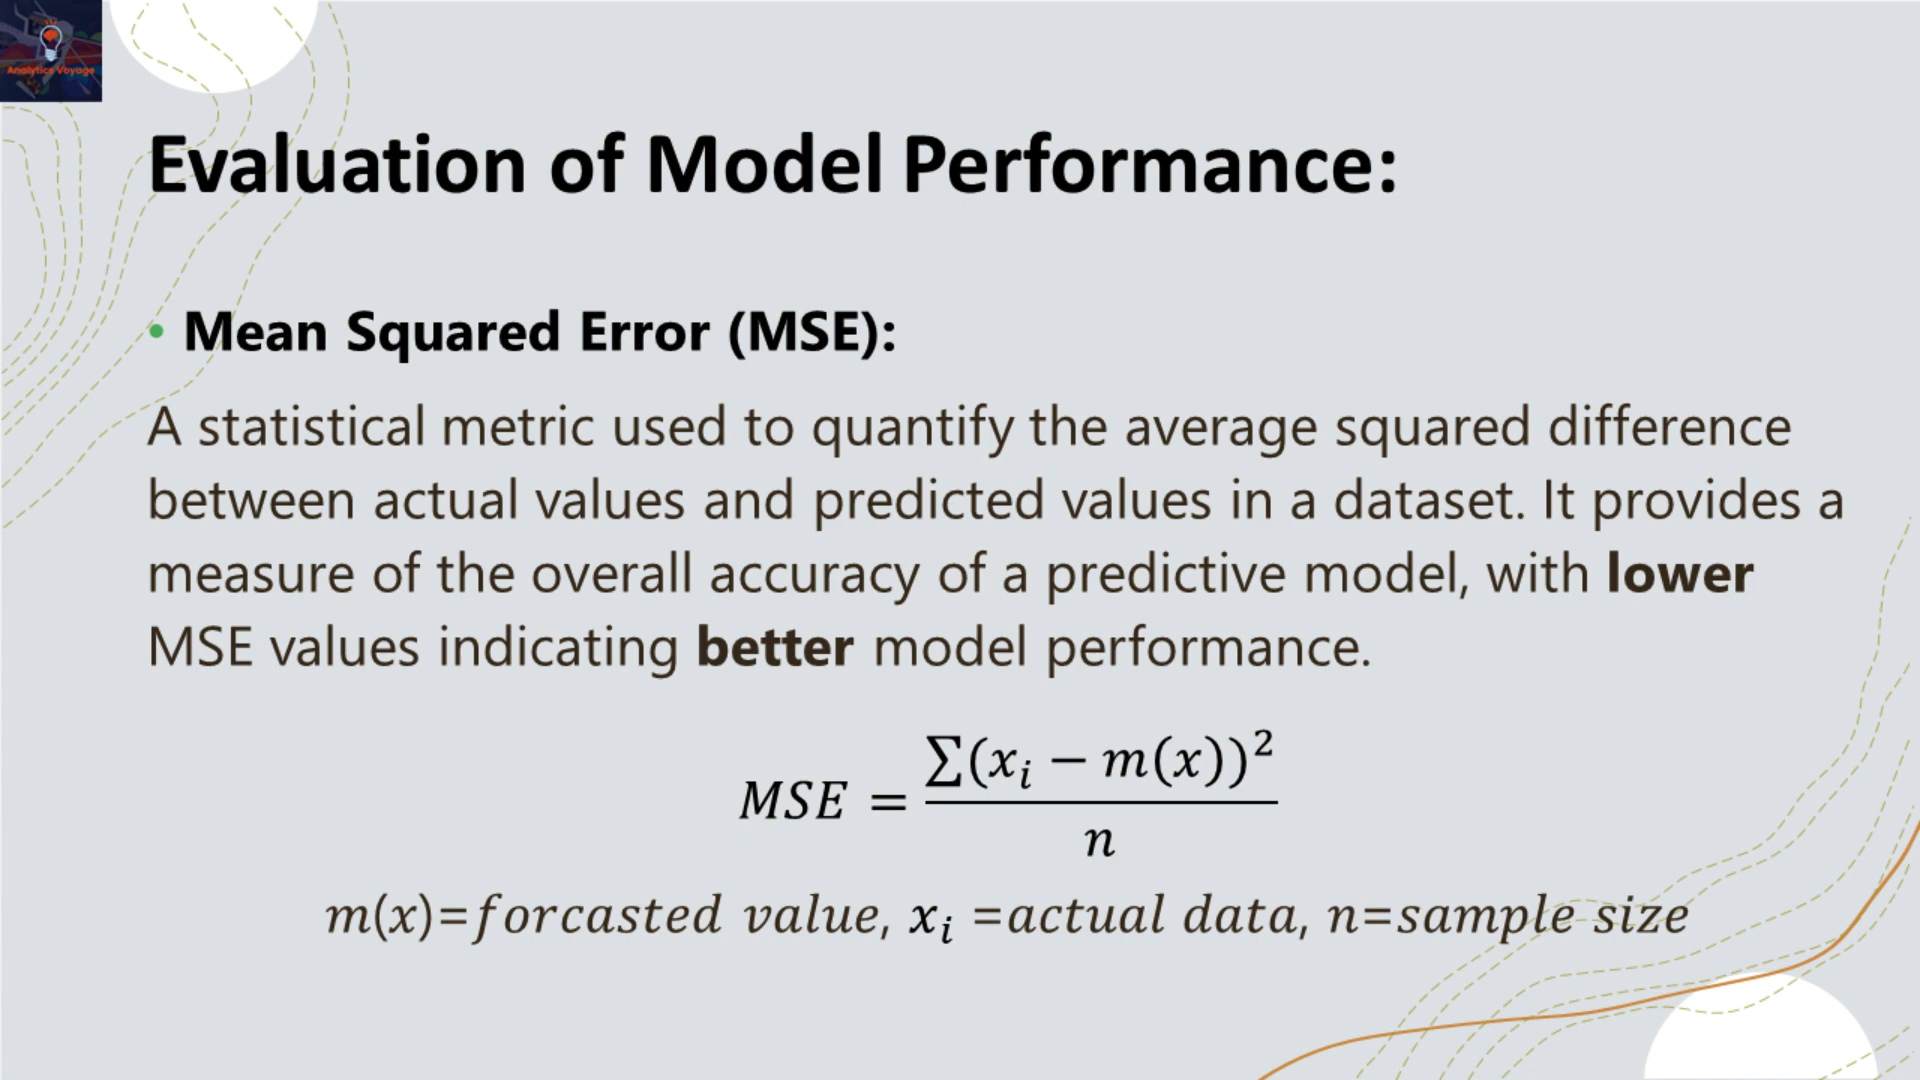 Analytics Voyage
Evaluation of Model Performance:
• Mean Squared Error (MSE):
A statistical metric used to quantify the average squared difference
between actual values and predicted values in a dataset. It provides a
measure of the overall accuracy of a predictive model, with lower
MSE values indicating better model performance.
MSE = ∑(xᵢ − m(x))² / n
m(x)=forcasted value, xᵢ =actual data, n=sample size